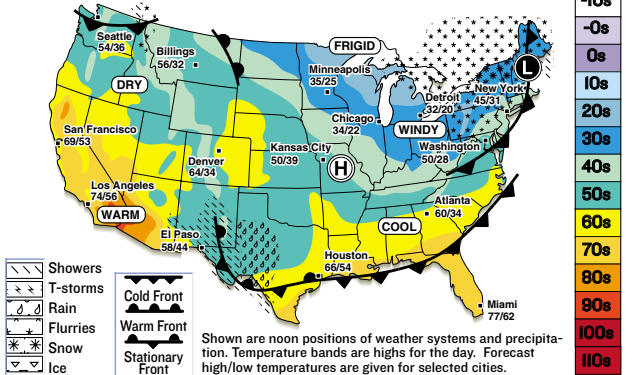 Seattle
54/36
Billings
56/32
FRIGID
Minneapolis
35/25
DRY
Detroit
32/20
New York
45/31
L
Chicago
34/22
WINDY
San Francisco
69/53
Denver
64/34
Kansas City
50/39
H
Washington
50/28
Los Angeles
74/56
WARM
El Paso
58/44
Atlanta
60/34
COOL
Houston
66/54
Miami
77/62
Showers
T-storms
Rain
Flurries
Snow
Ice
Cold Front
Warm Front
Stationary
Front
Shown are noon positions of weather systems and precipita-
tion. Temperature bands are highs for the day. Forecast
high/low temperatures are given for selected cities.
-10s
-0s
0s
10s
20s
30s
40s
50s
60s
70s
80s
90s
100s
110s